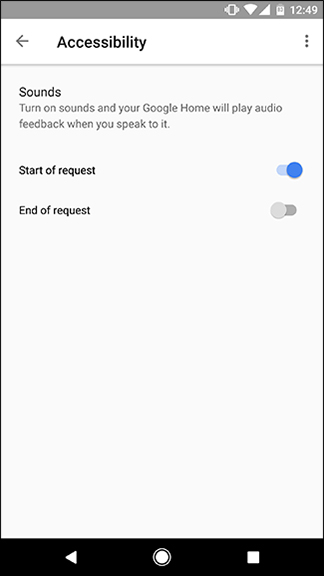 12:49
Accessibility
Sounds
Turn on sounds and your Google Home will play audio
feedback when you speak to it.
Start of request
End of request